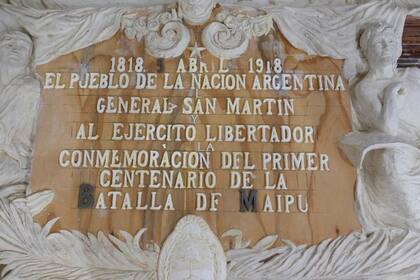 1818. ABRIL 1918
EL PUEBLO DE LA NACION ARGENTINA
GENERAL SAN MARTIN
Y
AL EJERCITO LIBERTADOR
LA
CONMEMORACION DEL PRIMER
CENTENARIO DE LA
BATALLA DE MAIPU